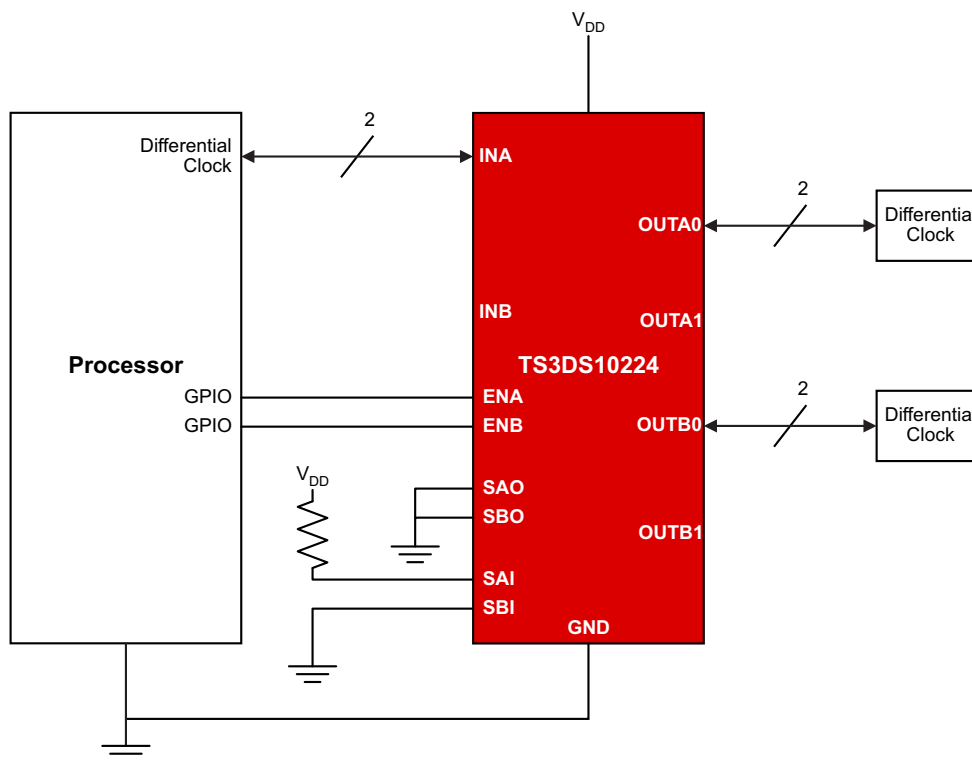 VDD
Differential
Clock
2
INA
2
OUTA0
Differential
Clock
INB
OUTA1
Processor
TS3DS10224
GPIO
ENA
2
GPIO
ENB
OUTB0
Differential
Clock
VDD
SAO
SBO
OUTB1
SAI
SBI
GND